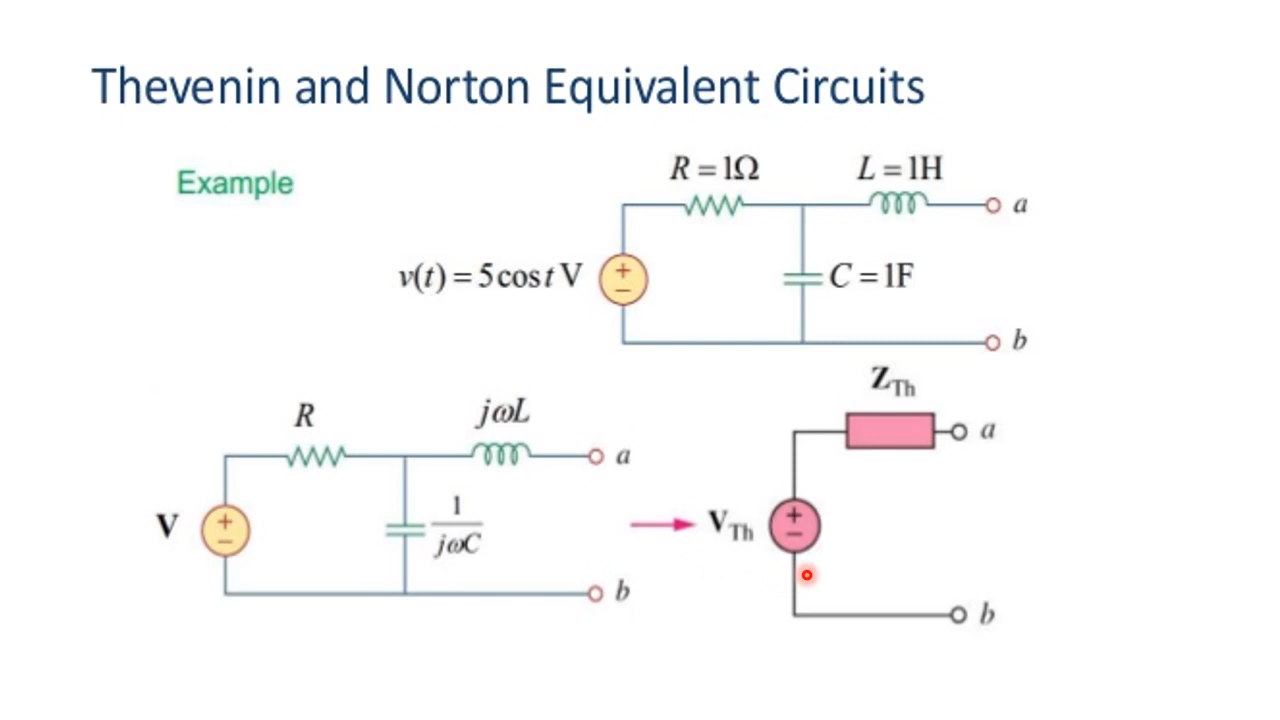 Thevenin and Norton Equivalent Circuits
Example
R = 1Ω
L = 1H
a
v(t) = 5 cos t V
+
−
C = 1F
b
R
jωL
a
V
+
−
1
jωC
b
Z_Th
a
V_Th
+
−
b